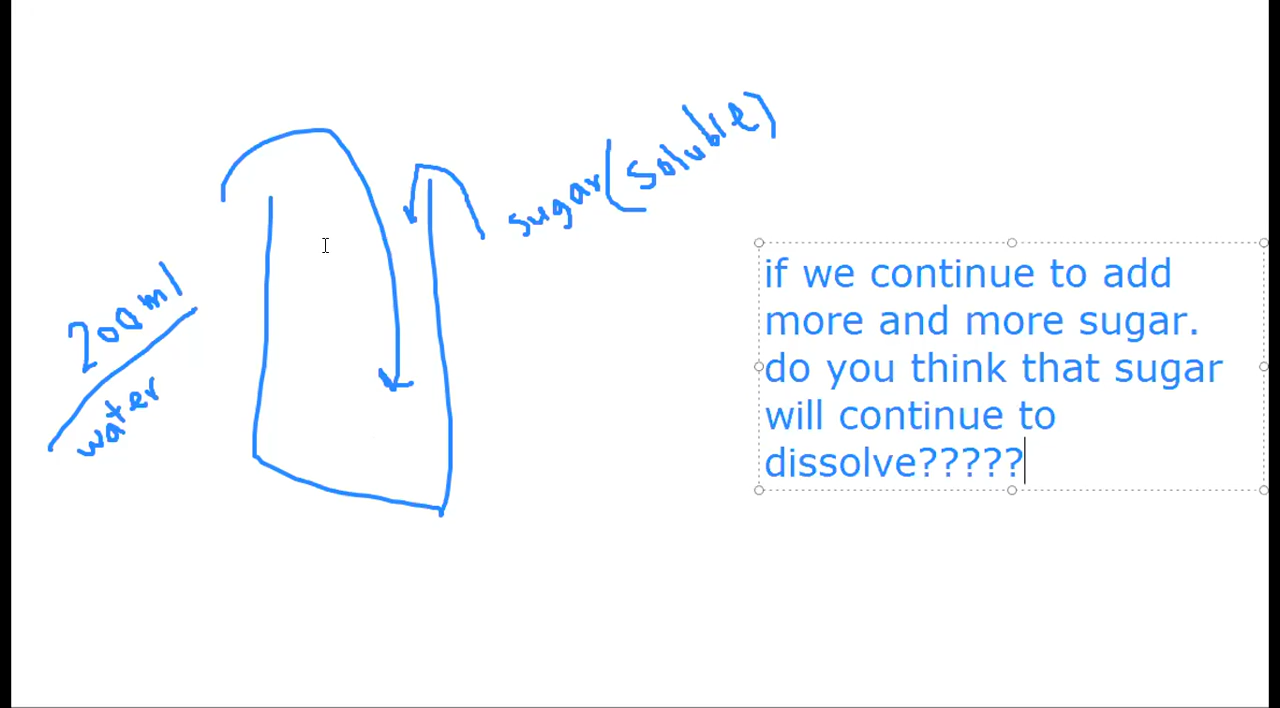 200ml
water
sugar(Soluble)
if we continue to add
more and more sugar.
do you think that sugar
will continue to
dissolve?????